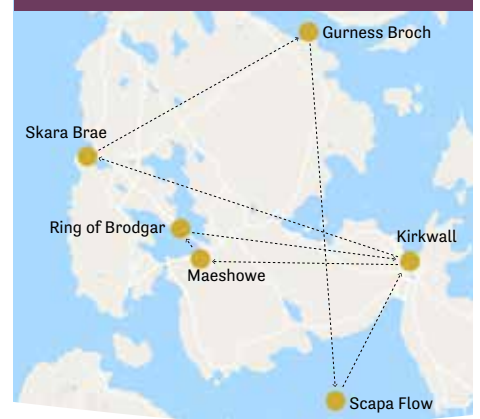 Gurness Broch
Skara Brae
Ring of Brodgar
Kirkwall
Maeshowe
Scapa Flow